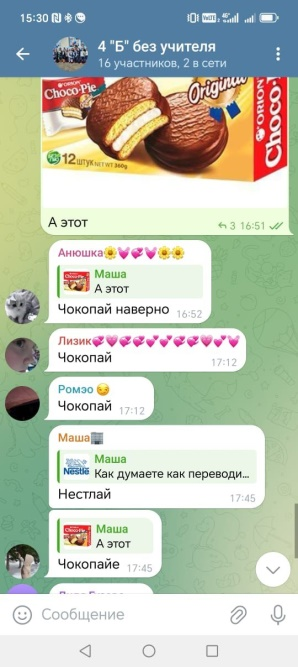 15:30
4 "Б" без учителя
16 участников, 2 в сети
ORION
Choco·Pie
Original
ORION
Choco·Pie
12 штук NET WT. 360g
А этот
3 16:51
Анюшка🌼💗💞💗🌼🌼
Маша
А этот
Чокопай наверно 16:52
Лизик💞💗💞💞💕💕💞💞💗💕💗
Чокопай 17:12
Ромэо 😏
Чокопай 17:12
Маша🏢
Маша
Nestle
Как думаете как переводи...
Нестлай 17:45
Маша
А этот
Чокопайе 17:45
Сообщение